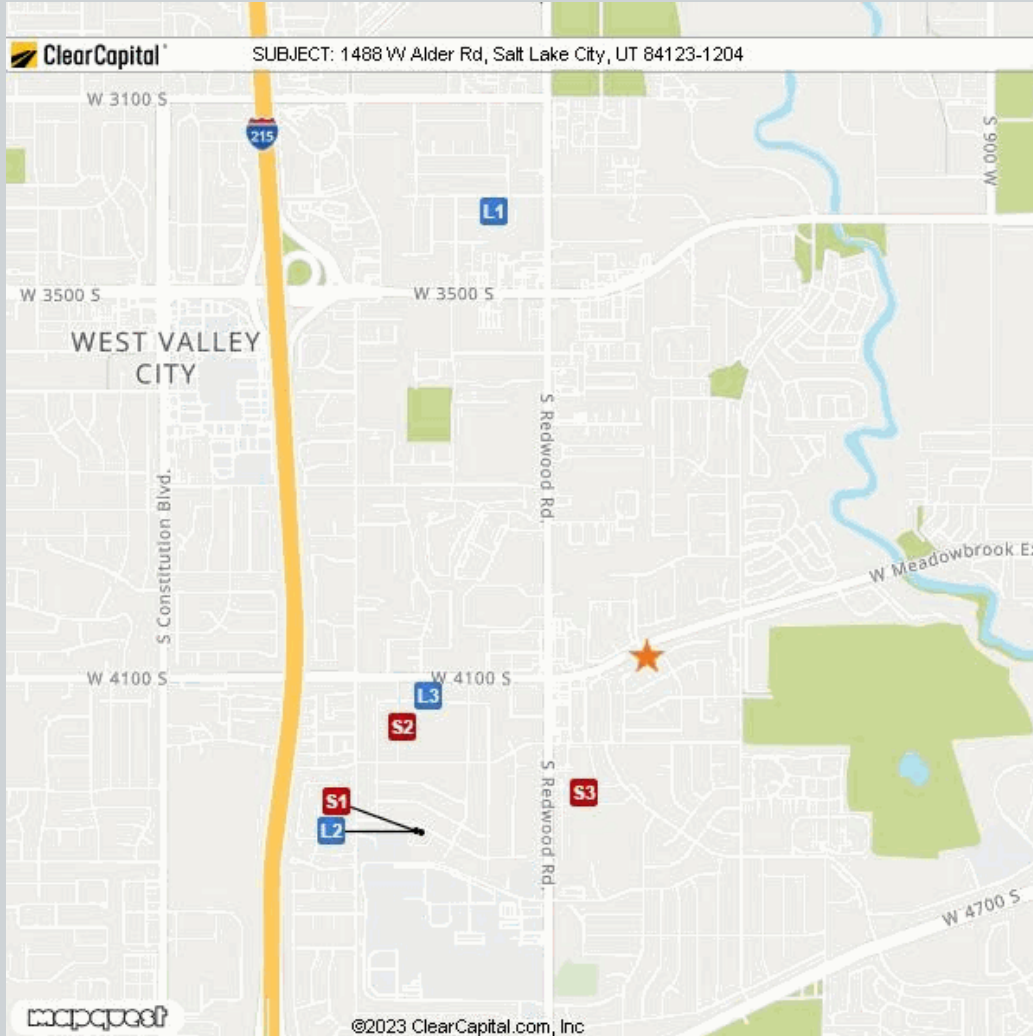 ClearCapital
SUBJECT: 1488 W Alder Rd, Salt Lake City, UT 84123-1204
W 3100 S
215
S 900 W
L1
W 3500 S
W 3500 S
WEST VALLEY
CITY
S Redwood Rd.
S Constitution Blvd.
W Meadowbrook E
W 4100 S
W 4100 S
L3
S2
S Redwood Rd.
S3
S1
L2
W 4700 S
mapquest
©2023 ClearCapital.com, Inc